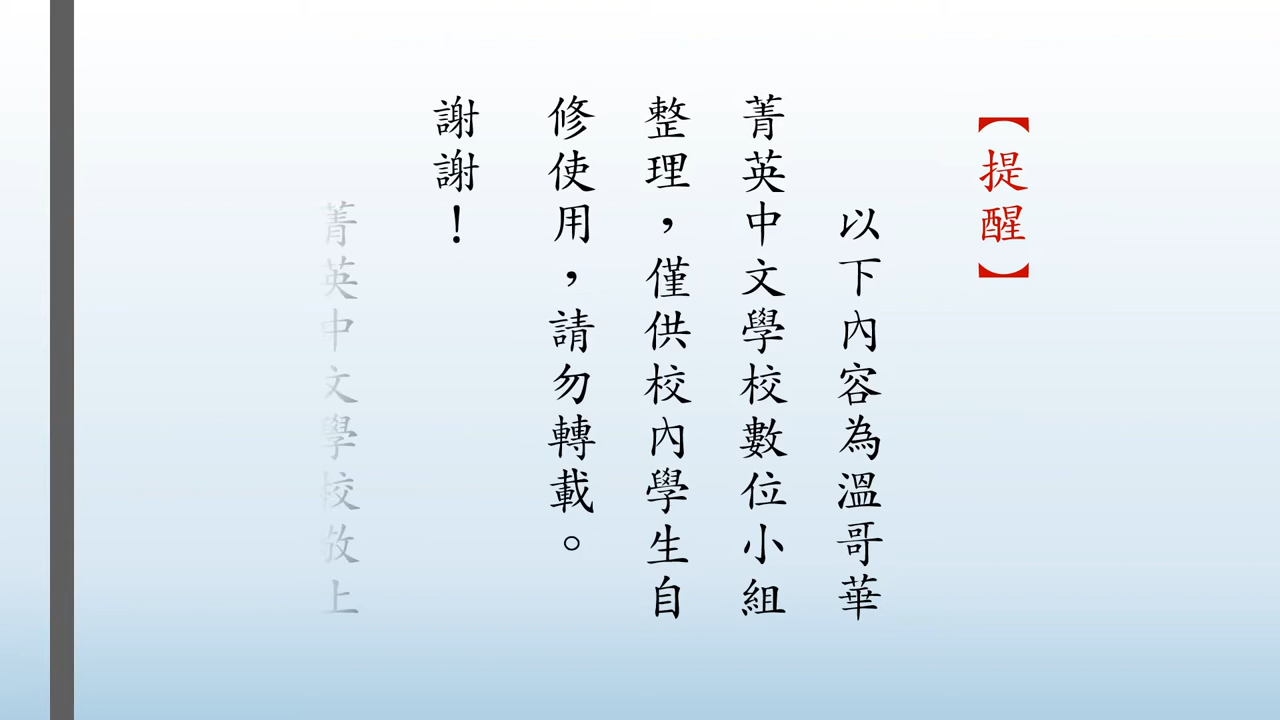 【提醒】
以下內容為溫哥華
菁英中文學校數位小組
整理，僅供校內學生自
修使用，請勿轉載。
謝謝！
菁英中文學校敬上